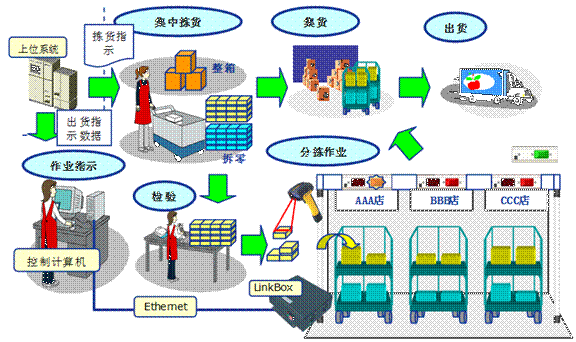 集中拣货
集货
出货
上位系统
拣货指
示
整箱
出货指
示数据
拆零
作业指示
检验
分拣作业
AAA店
BBB店
CCC店
控制计算机
Ethernet
LinkBox